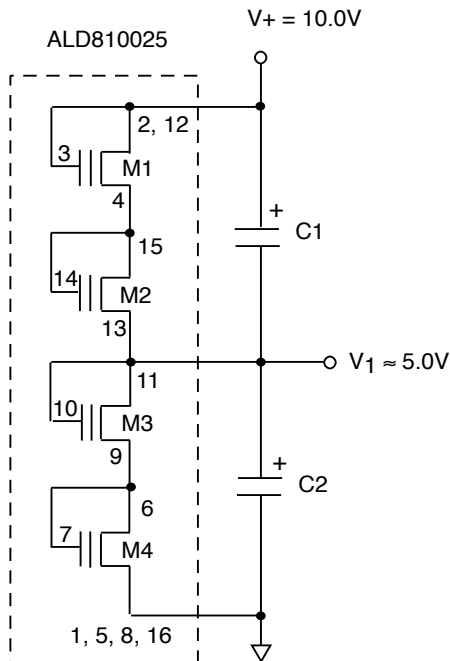 V+ = 10.0V
ALD810025
2, 12
3
M1
4
+
C1
15
14
M2
13
V1 ≈ 5.0V
11
10
M3
9
+
C2
6
7
M4
1, 5, 8, 16